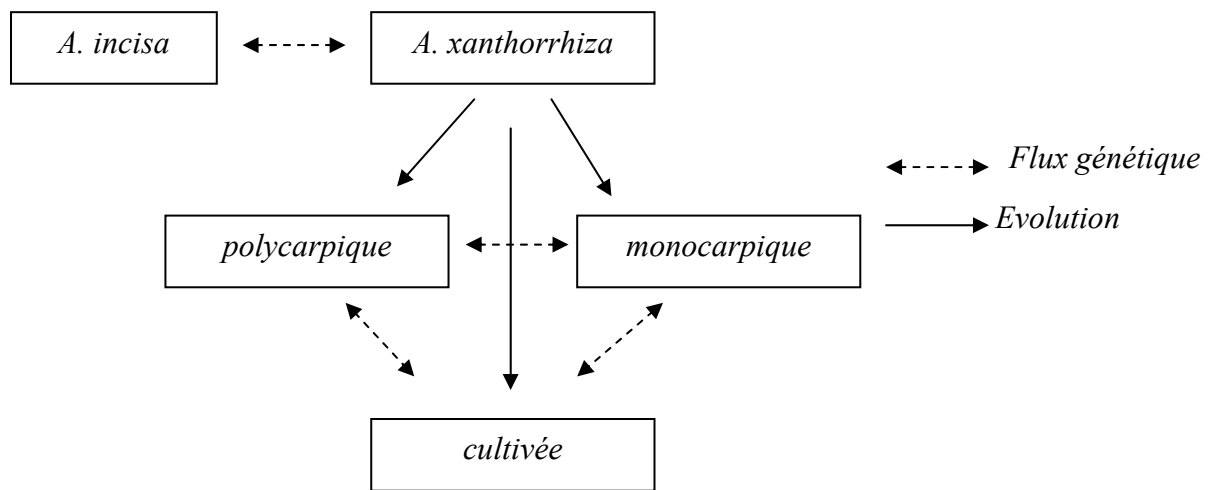 A. incisa
A. xanthorrhiza
Flux génétique
Evolution
polycarpique
monocarpique
cultivée